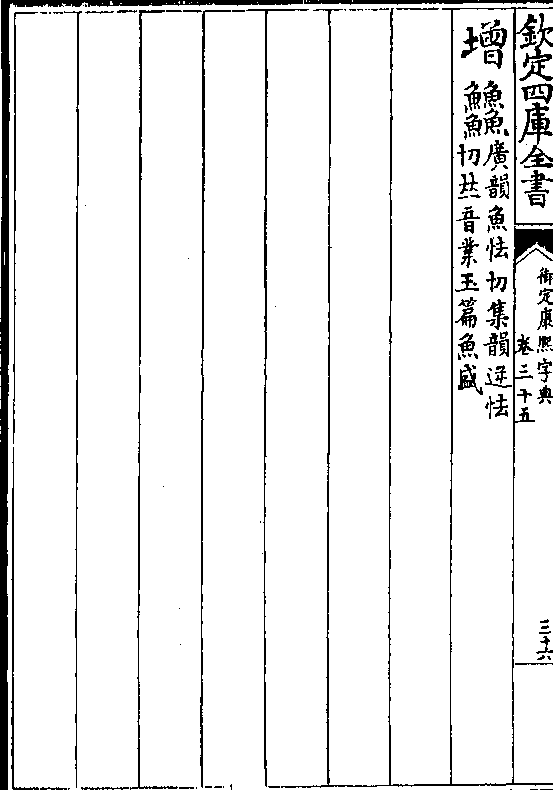 欽定四庫全書
御定康熙字典
卷三十五
三十六
增
䲜廣韻魚怯切集韻逆怯
切𠀤音業玉篇魚盛